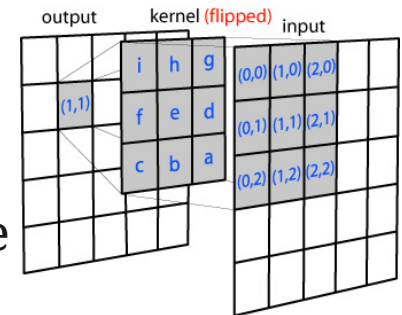 output kernel (flipped) input
i h g
f e d
c b a
(1,1)
(0,0) (1,0) (2,0)
(0,1) (1,1) (2,1)
(0,2) (1,2) (2,2)
e